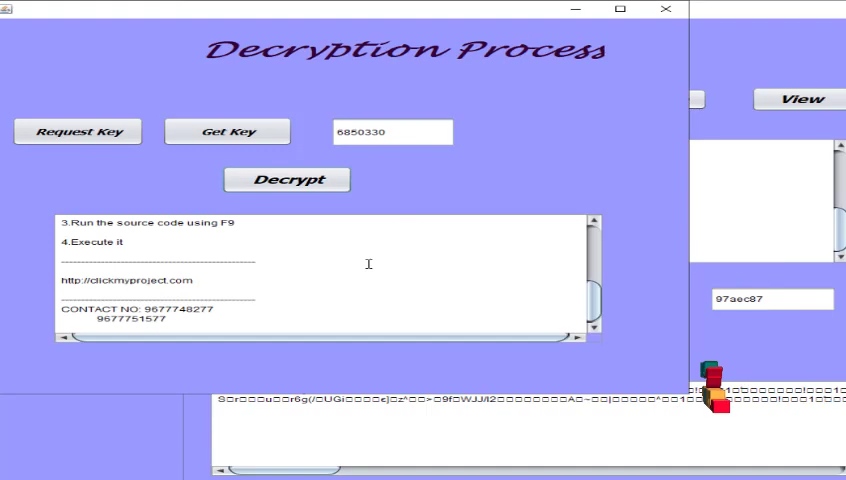 Decryption Process
View
Request Key
Get Key
6850330
Decrypt
3.Run the source code using F9
4.Execute it
http://clickmyproject.com
97aec87
CONTACT NO: 9677748277
9677751577